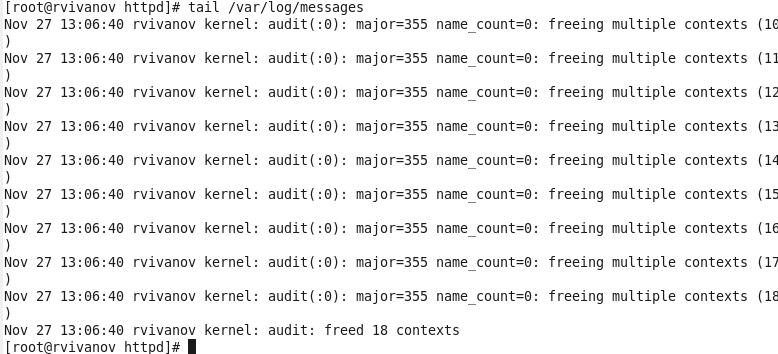 [root@rvivanov httpd]# tail /var/log/messages
Nov 27 13:06:40 rvivanov kernel: audit(:0): major=355 name_count=0: freeing multiple contexts (10
)
Nov 27 13:06:40 rvivanov kernel: audit(:0): major=355 name_count=0: freeing multiple contexts (11
)
Nov 27 13:06:40 rvivanov kernel: audit(:0): major=355 name_count=0: freeing multiple contexts (12
)
Nov 27 13:06:40 rvivanov kernel: audit(:0): major=355 name_count=0: freeing multiple contexts (13
)
Nov 27 13:06:40 rvivanov kernel: audit(:0): major=355 name_count=0: freeing multiple contexts (14
)
Nov 27 13:06:40 rvivanov kernel: audit(:0): major=355 name_count=0: freeing multiple contexts (15
)
Nov 27 13:06:40 rvivanov kernel: audit(:0): major=355 name_count=0: freeing multiple contexts (16
)
Nov 27 13:06:40 rvivanov kernel: audit(:0): major=355 name_count=0: freeing multiple contexts (17
)
Nov 27 13:06:40 rvivanov kernel: audit(:0): major=355 name_count=0: freeing multiple contexts (18
)
Nov 27 13:06:40 rvivanov kernel: audit: freed 18 contexts
[root@rvivanov httpd]#